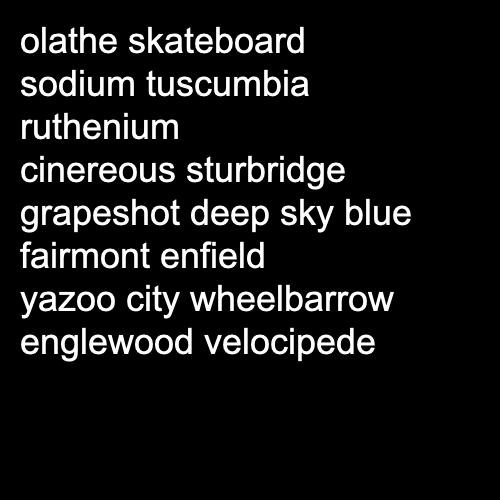 olathe skateboard
sodium tuscumbia
ruthenium
cinereous sturbridge
grapeshot deep sky blue
fairmont enfield
yazoo city wheelbarrow
englewood velocipede